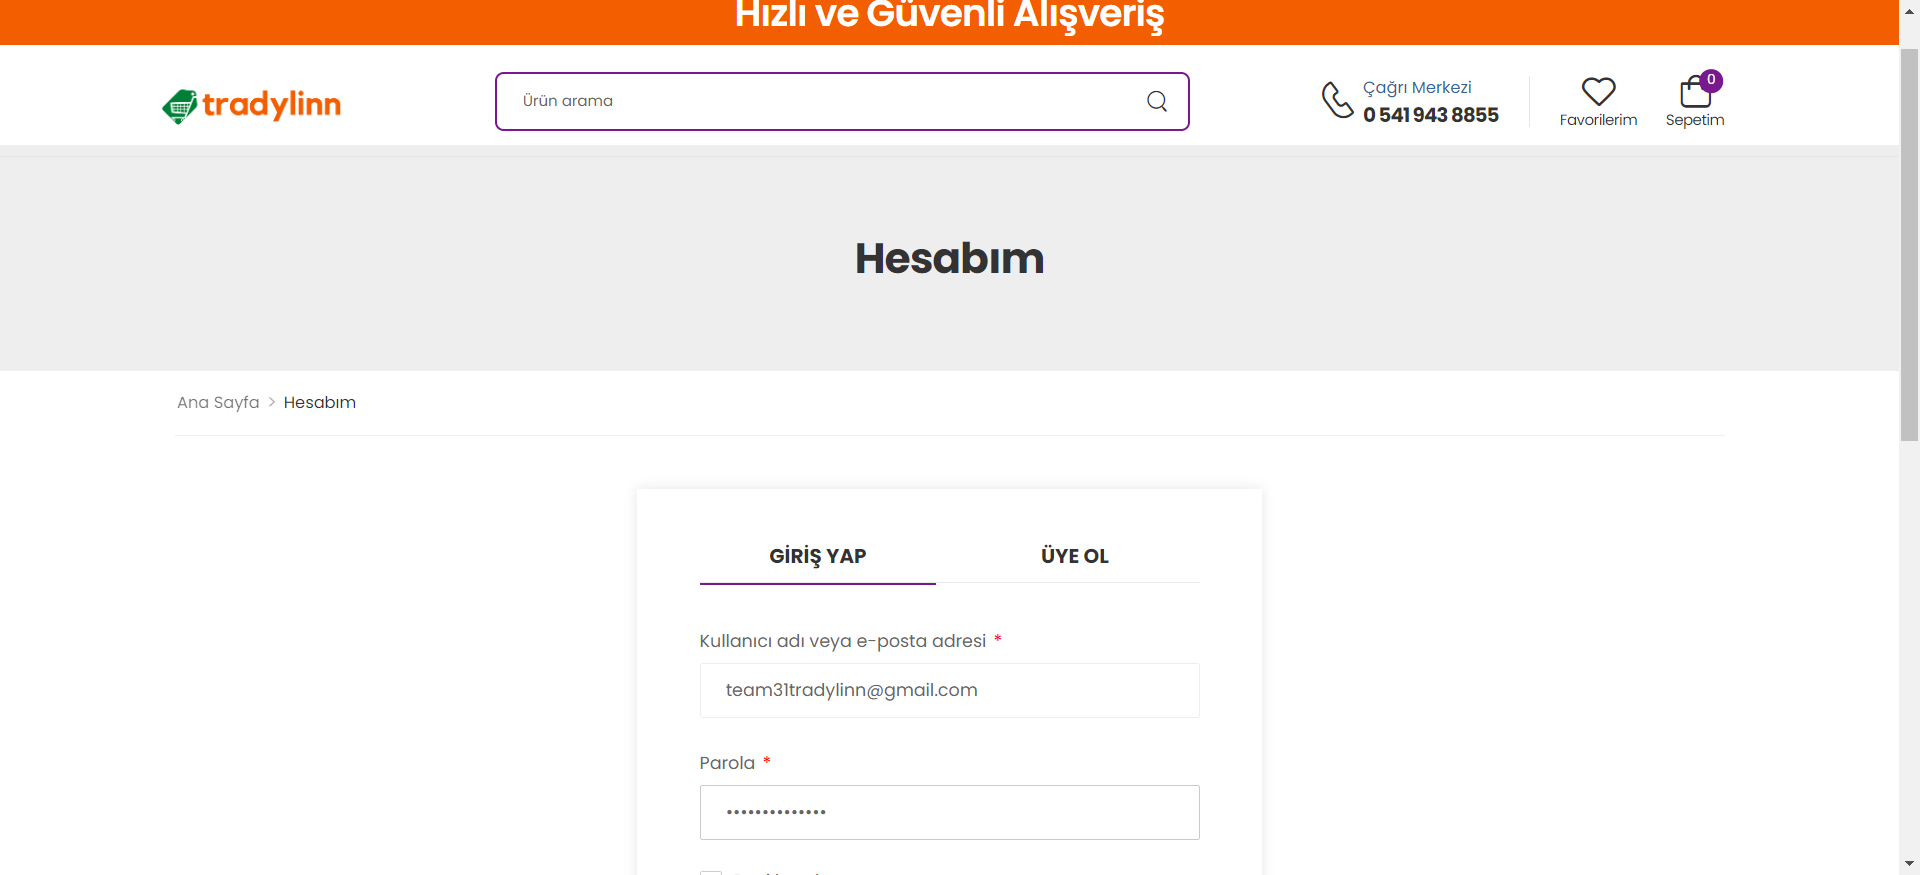 Hızlı ve Güvenli Alışveriş
tradylinn
Ürün arama
Çağrı Merkezi
0 541 943 8855
Favorilerim
0
Sepetim
Hesabım
Ana Sayfa > Hesabım
GİRİŞ YAP
ÜYE OL
Kullanıcı adı veya e-posta adresi *
team31tradylinn@gmail.com
Parola *
••••••••••••••